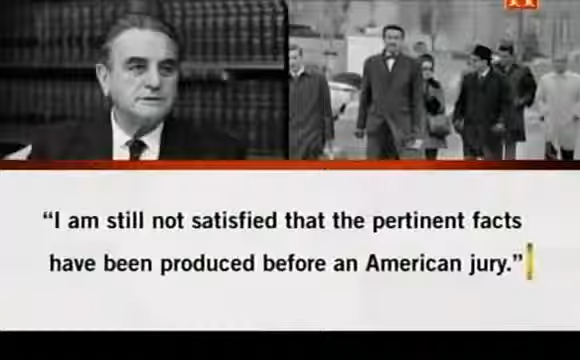 “I am still not satisfied that the pertinent facts
have been produced before an American jury.”